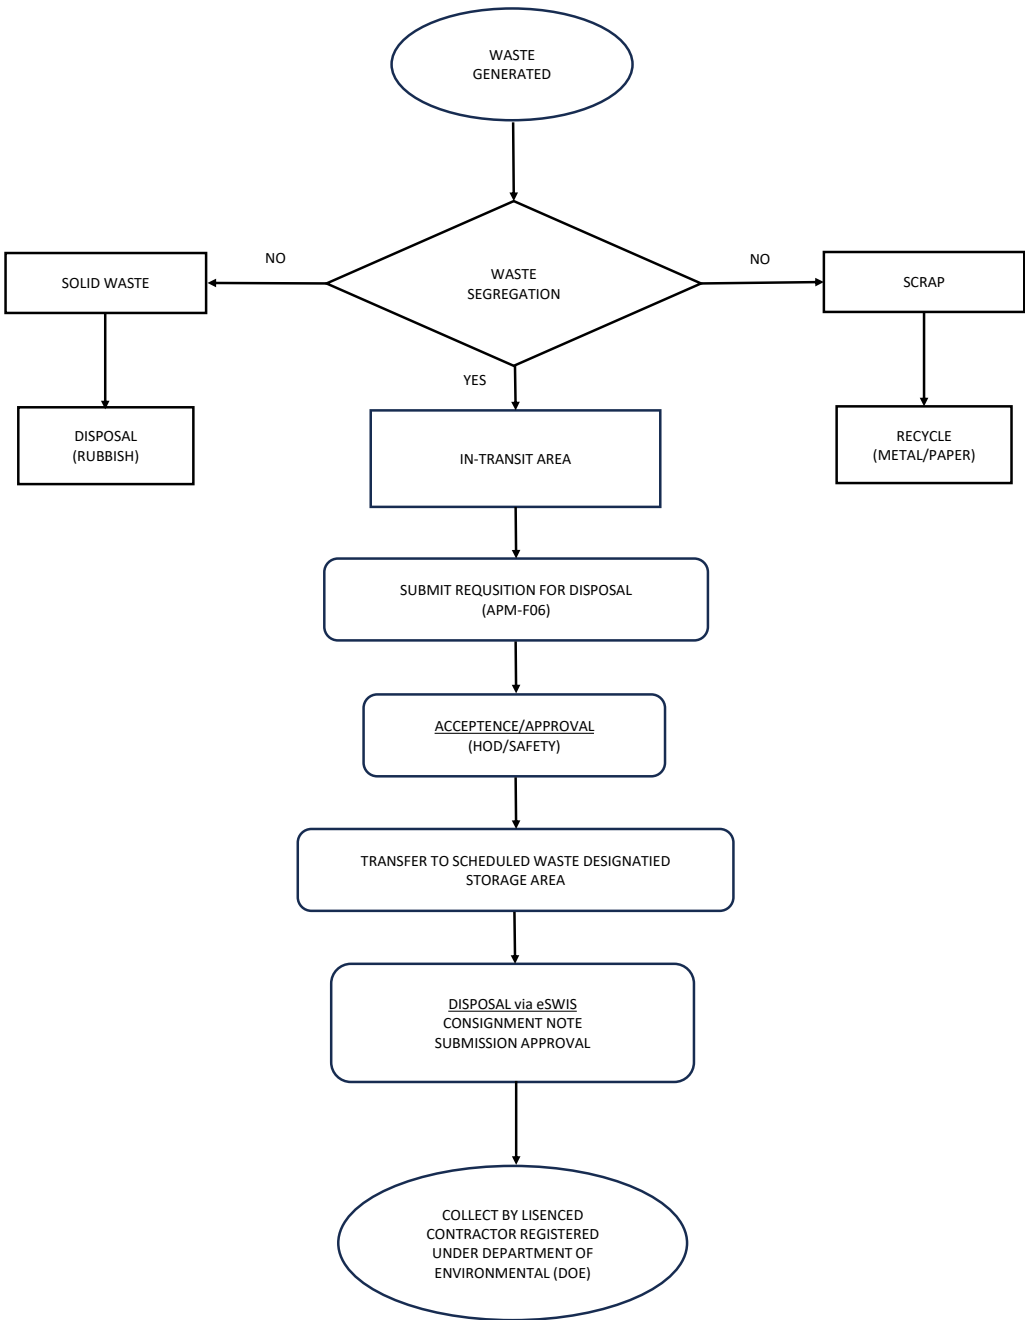 WASTE
GENERATED
NO
NO
SOLID WASTE
WASTE
SEGREGATION
SCRAP
YES
DISPOSAL
(RUBBISH)
IN-TRANSIT AREA
RECYCLE
(METAL/PAPER)
SUBMIT REQUSITION FOR DISPOSAL
(APM-F06)
ACCEPTENCE/APPROVAL
(HOD/SAFETY)
TRANSFER TO SCHEDULED WASTE DESIGNATIED
STORAGE AREA
DISPOSAL via eSWIS
CONSIGNMENT NOTE
SUBMISSION APPROVAL
COLLECT BY LISENCED
CONTRACTOR REGISTERED
UNDER DEPARTMENT OF
ENVIRONMENTAL (DOE)